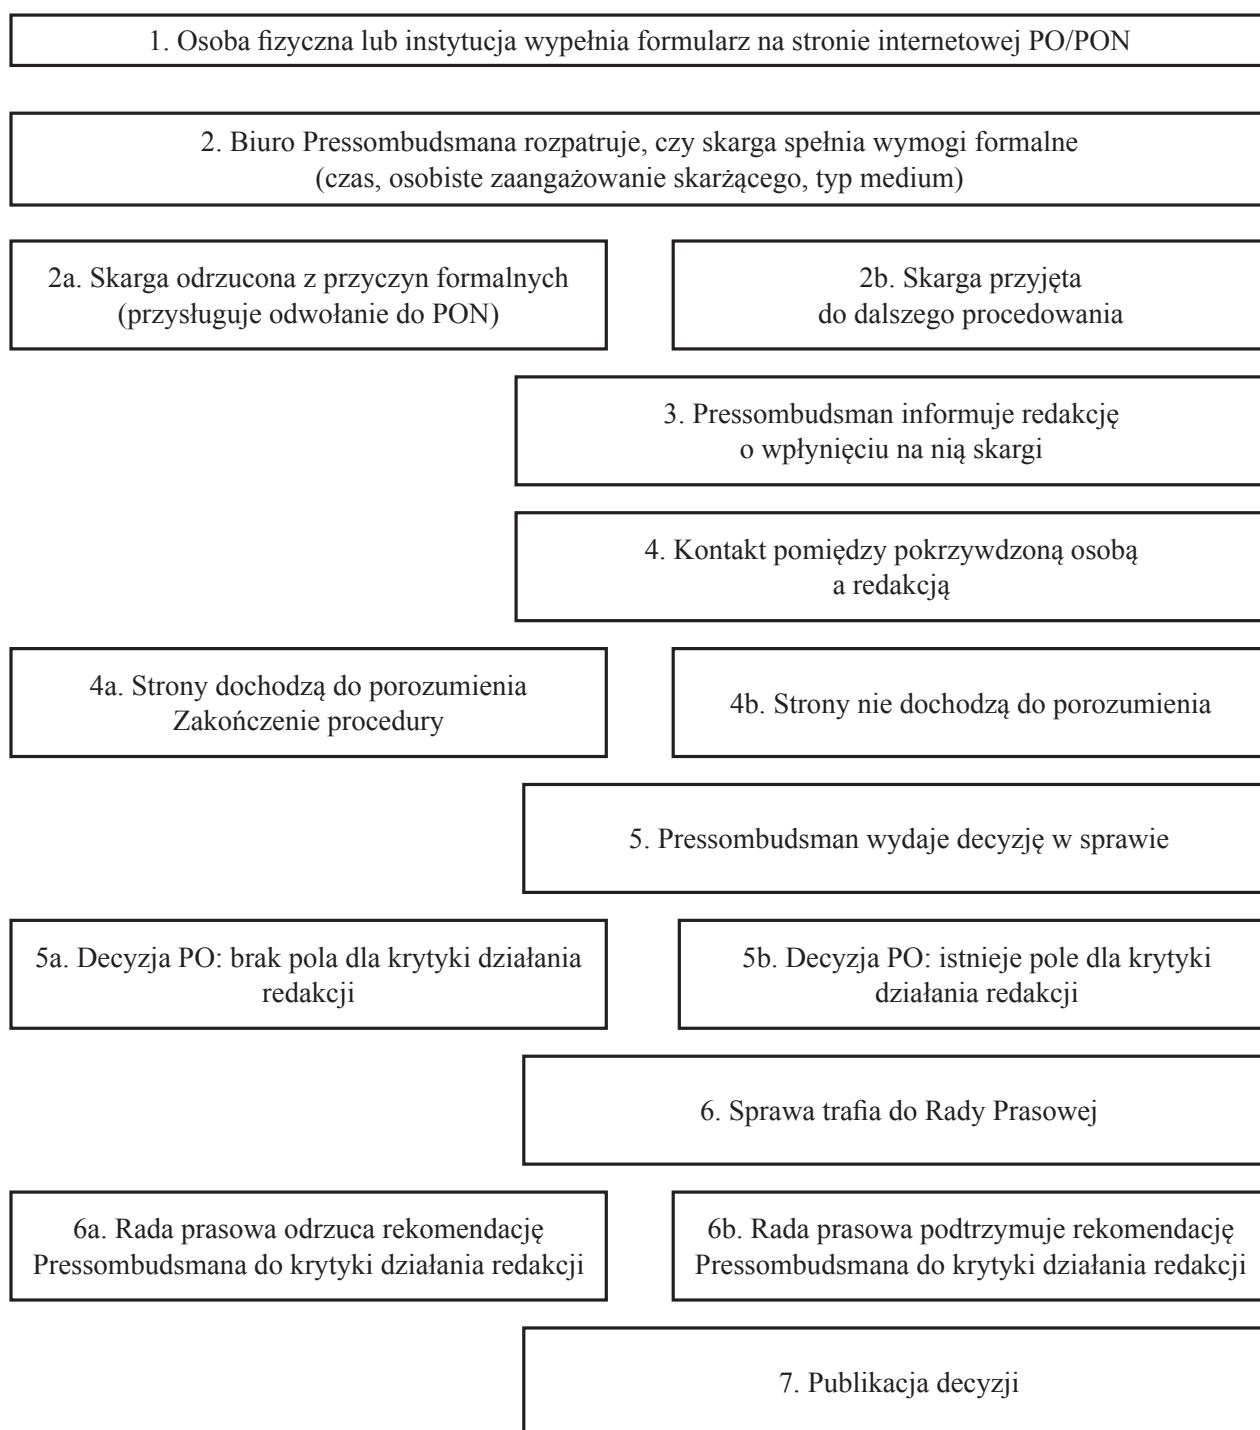 1. Osoba fizyczna lub instytucja wypełnia formularz na stronie internetowej PO/PON
2. Biuro Pressombudsmana rozpatruje, czy skarga spełnia wymogi formalne
(czas, osobiste zaangażowanie skarżącego, typ medium)
2a. Skarga odrzucona z przyczyn formalnych
(przysługuje odwołanie do PON)
2b. Skarga przyjęta
do dalszego procedowania
3. Pressombudsman informuje redakcję
o wpłynięciu na nią skargi
4. Kontakt pomiędzy pokrzywdzoną osobą
a redakcją
4a. Strony dochodzą do porozumienia
Zakończenie procedury
4b. Strony nie dochodzą do porozumienia
5. Pressombudsman wydaje decyzję w sprawie
5a. Decyzja PO: brak pola dla krytyki działania
redakcji
5b. Decyzja PO: istnieje pole dla krytyki
działania redakcji
6. Sprawa trafia do Rady Prasowej
6a. Rada prasowa odrzuca rekomendację
Pressombudsmana do krytyki działania redakcji
6b. Rada prasowa podtrzymuje rekomendację
Pressombudsmana do krytyki działania redakcji
7. Publikacja decyzji